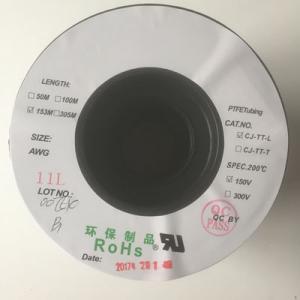 LENGTH:
50M 100M
153M 305M
SIZE:
AWG
11L
LOT NO:
PTFETubing
CAT.NO.
CJ-TT-L
CJ-TT-T
SPEC.200℃
150V
300V
QC BY
QC
PASS
环保制品
RoHs ®
Date: